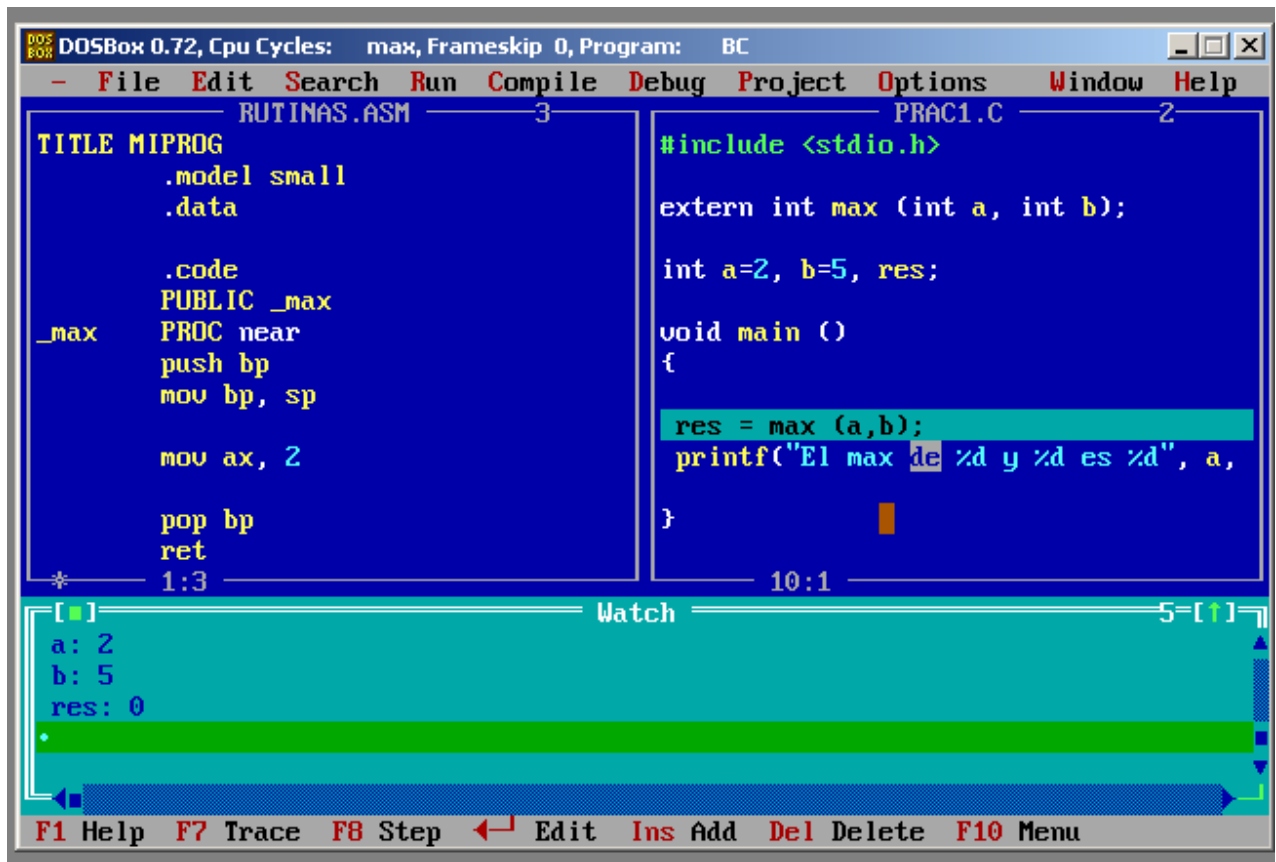 DOSBox 0.72, Cpu Cycles: max, Frameskip 0, Program: BC
- File Edit Search Run Compile Debug Project Options Window Help
RUTINAS.ASM 3
TITLE MIPROG
.model small
.data
.code
PUBLIC _max
_max PROC near
push bp
mov bp, sp
mov ax, 2
pop bp
ret
1:3
PRAC1.C 2
#include <stdio.h>
extern int max (int a, int b);
int a=2, b=5, res;
void main ()
{
res = max (a,b);
printf("El max de %d y %d es %d", a,
}
10:1
Watch 5
a: 2
b: 5
res: 0
F1 Help F7 Trace F8 Step Edit Ins Add Del Delete F10 Menu